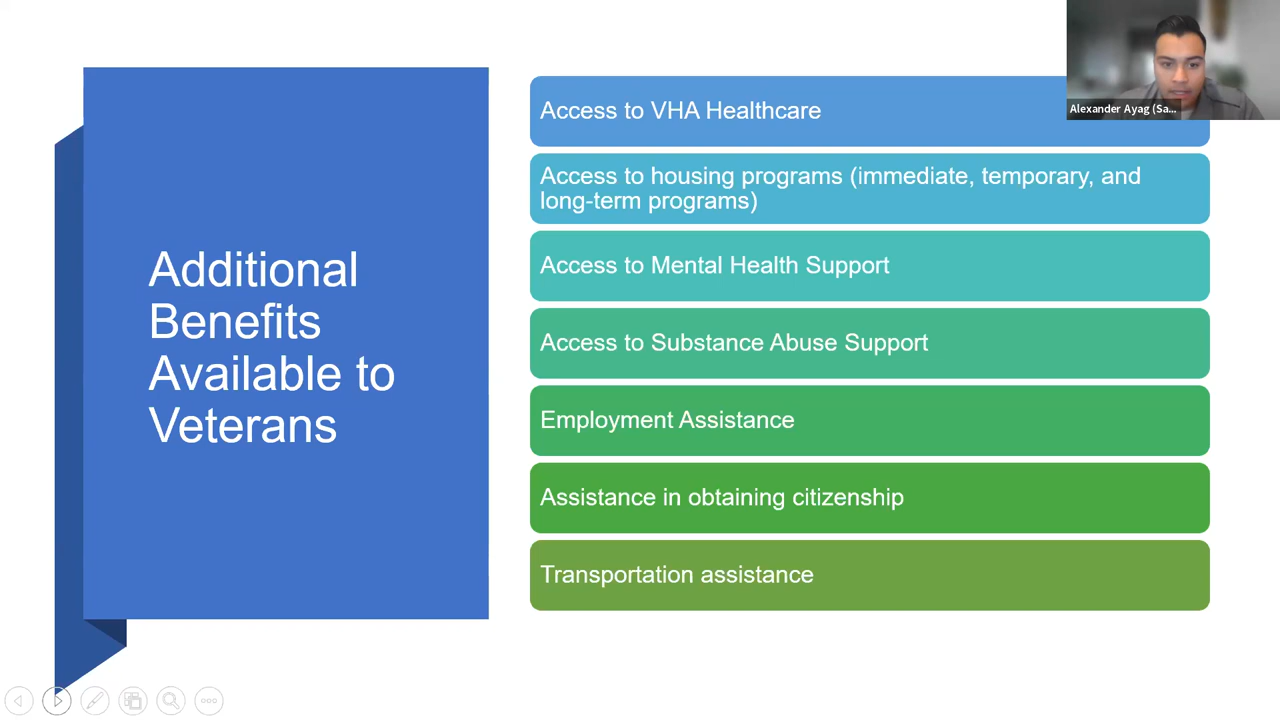 Additional
Benefits
Available to
Veterans
Access to VHA Healthcare
Access to housing programs (immediate, temporary, and
long-term programs)
Access to Mental Health Support
Access to Substance Abuse Support
Employment Assistance
Assistance in obtaining citizenship
Transportation assistance
Alexander Ayag (Sa...